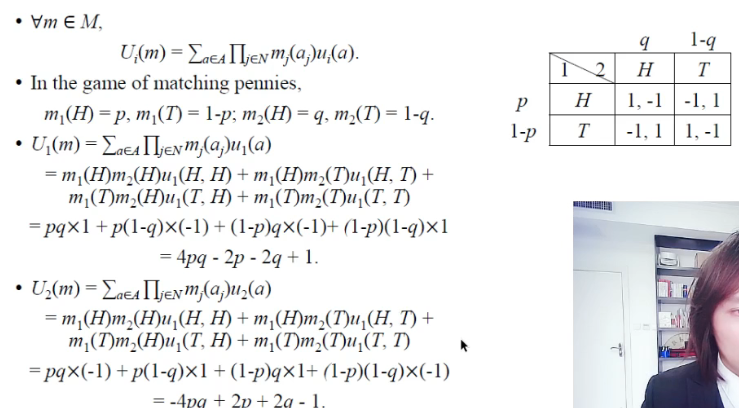 • ∀m ∈ M,
Uᵢ(m) = ∑a∈A ∏j∈N mⱼ(aⱼ)uᵢ(a).
• In the game of matching pennies,
m₁(H) = p, m₁(T) = 1-p; m₂(H) = q, m₂(T) = 1-q.
• U₁(m) = ∑a∈A ∏j∈N mⱼ(aⱼ)u₁(a)
= m₁(H)m₂(H)u₁(H, H) + m₁(H)m₂(T)u₁(H, T) +
m₁(T)m₂(H)u₁(T, H) + m₁(T)m₂(T)u₁(T, T)
= pq×1 + p(1-q)×(-1) + (1-p)q×(-1)+ (1-p)(1-q)×1
= 4pq - 2p - 2q + 1.
• U₂(m) = ∑a∈A ∏j∈N mⱼ(aⱼ)u₂(a)
= m₁(H)m₂(H)u₁(H, H) + m₁(H)m₂(T)u₁(H, T) +
m₁(T)m₂(H)u₁(T, H) + m₁(T)m₂(T)u₁(T, T)
= pq×(-1) + p(1-q)×1 + (1-p)q×1+ (1-p)(1-q)×(-1)
= -4pq + 2p + 2q - 1.
q 1-q
1 2 H T
p H 1, -1 -1, 1
1-p T -1, 1 1, -1